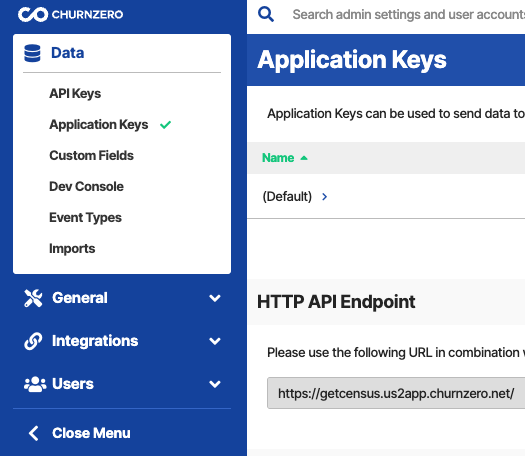 CHURNZERO
Search admin settings and user accounts
Data
API Keys
Application Keys
Custom Fields
Dev Console
Event Types
Imports
General
Integrations
Users
Close Menu
Application Keys
Application Keys can be used to send data to
Name
(Default)
HTTP API Endpoint
Please use the following URL in combination
https://getcensus.us2app.churnzero.net/